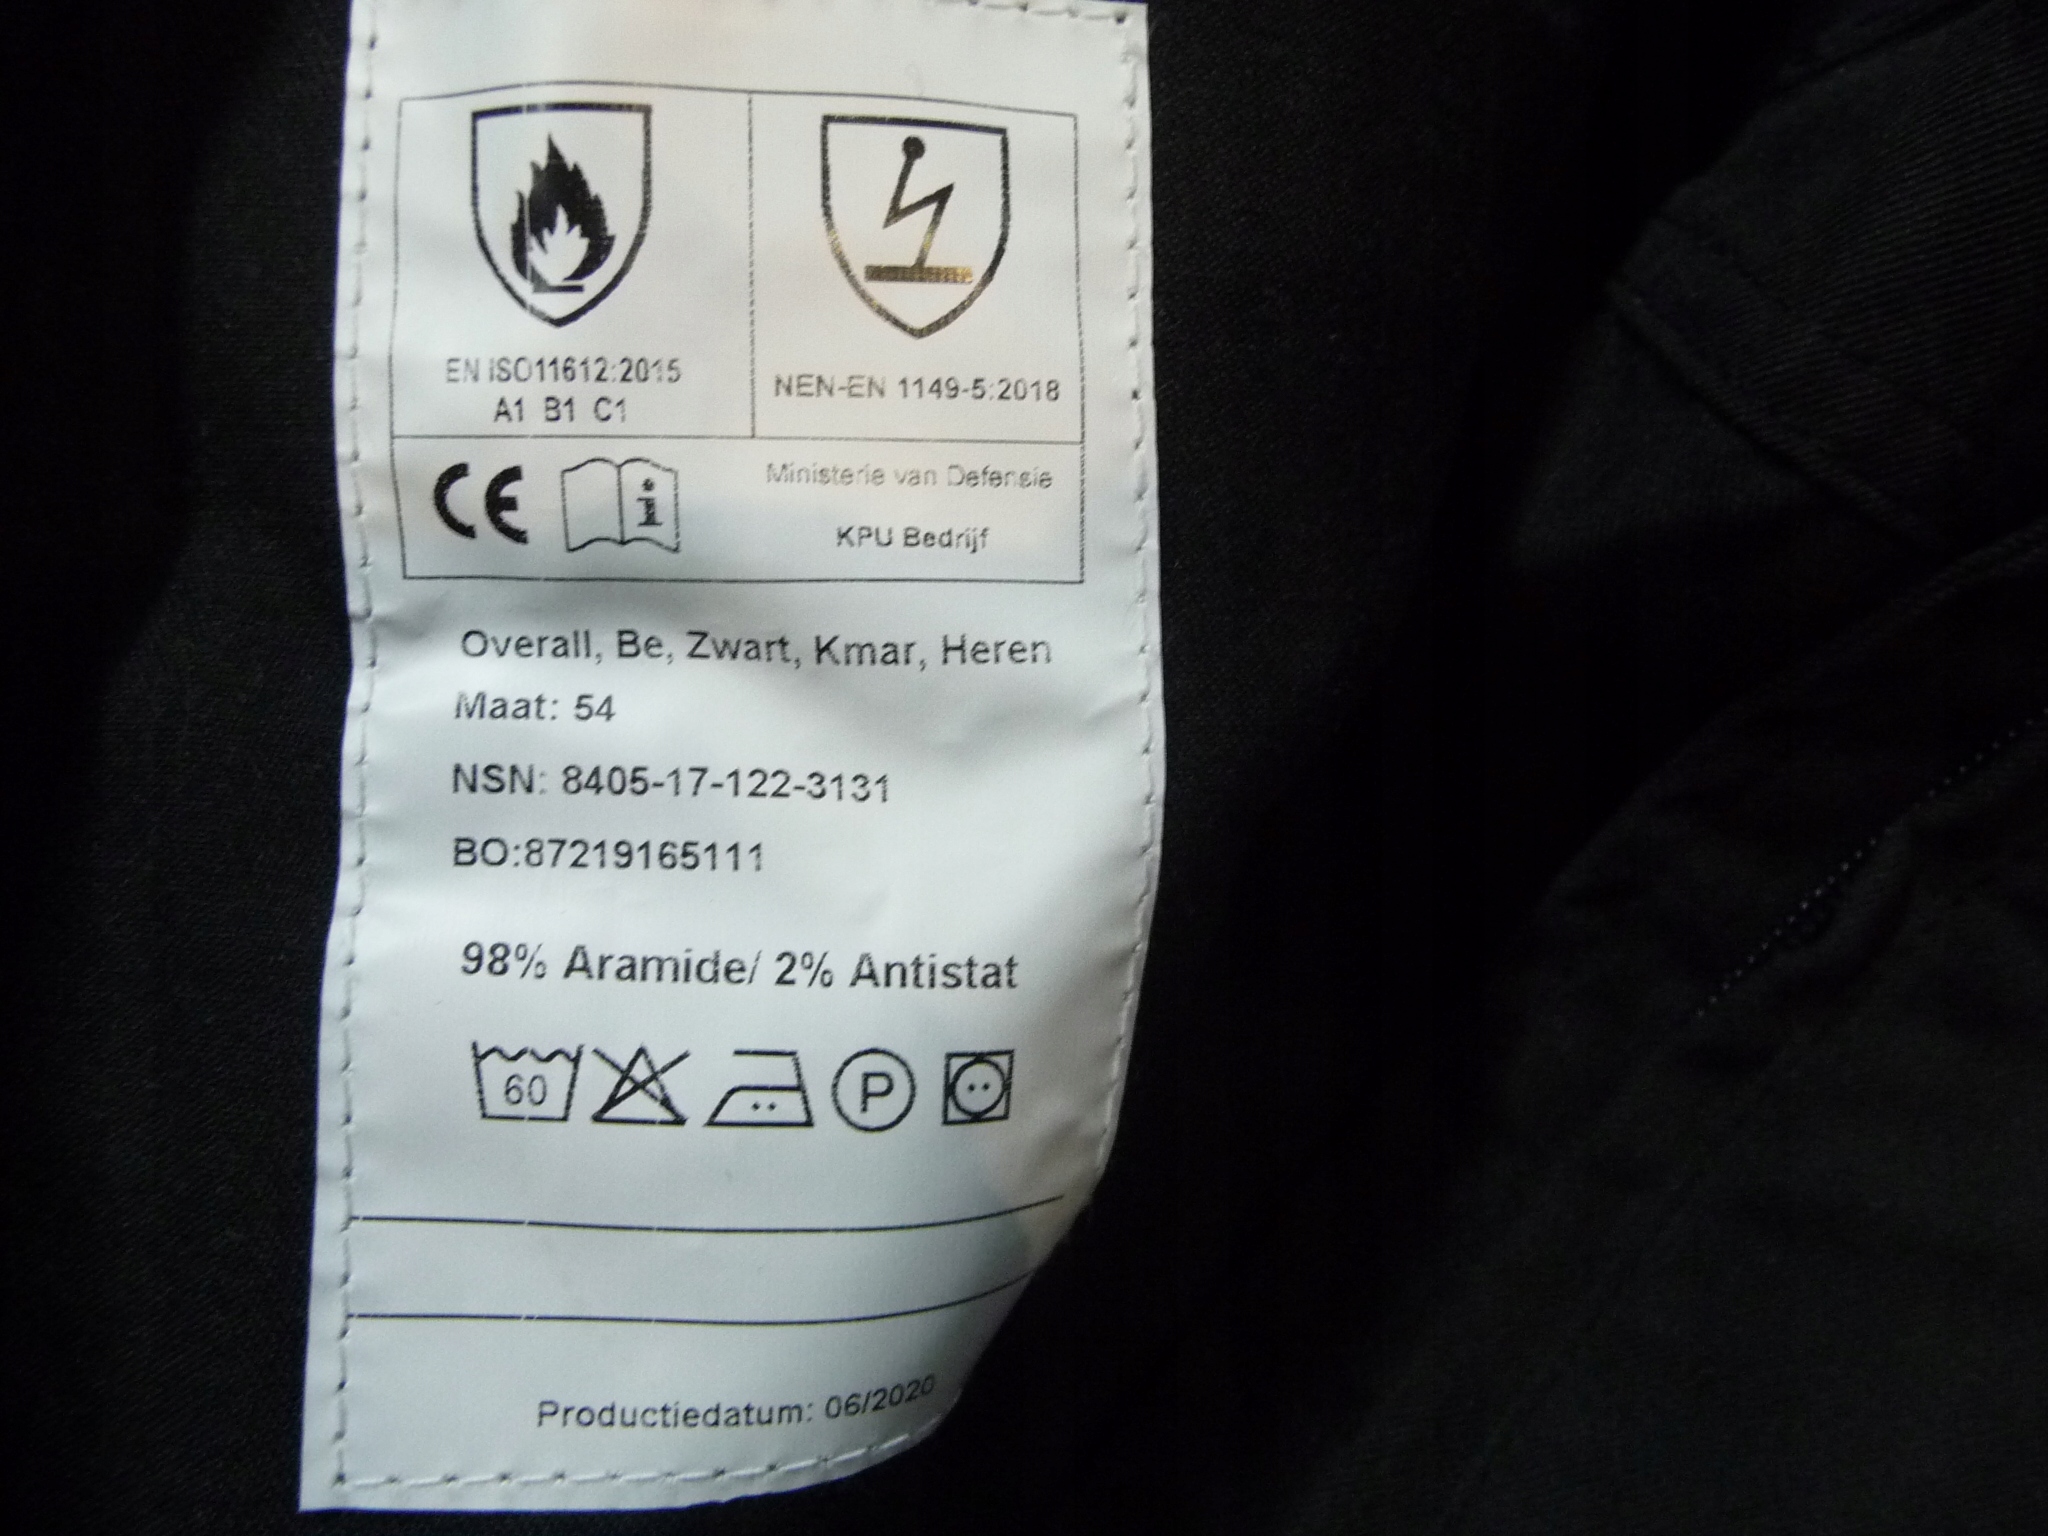 EN ISO11612:2015
A1 B1 C1
NEN-EN 1149-5:2018
CE
i
Ministerie van Defensie
KPU Bedrijf
Overall, Be, Zwart, Kmar, Heren
Maat: 54
NSN: 8405-17-122-3131
BO:87219165111
98% Aramide/ 2% Antistat
60
P
Productiedatum: 06/2020